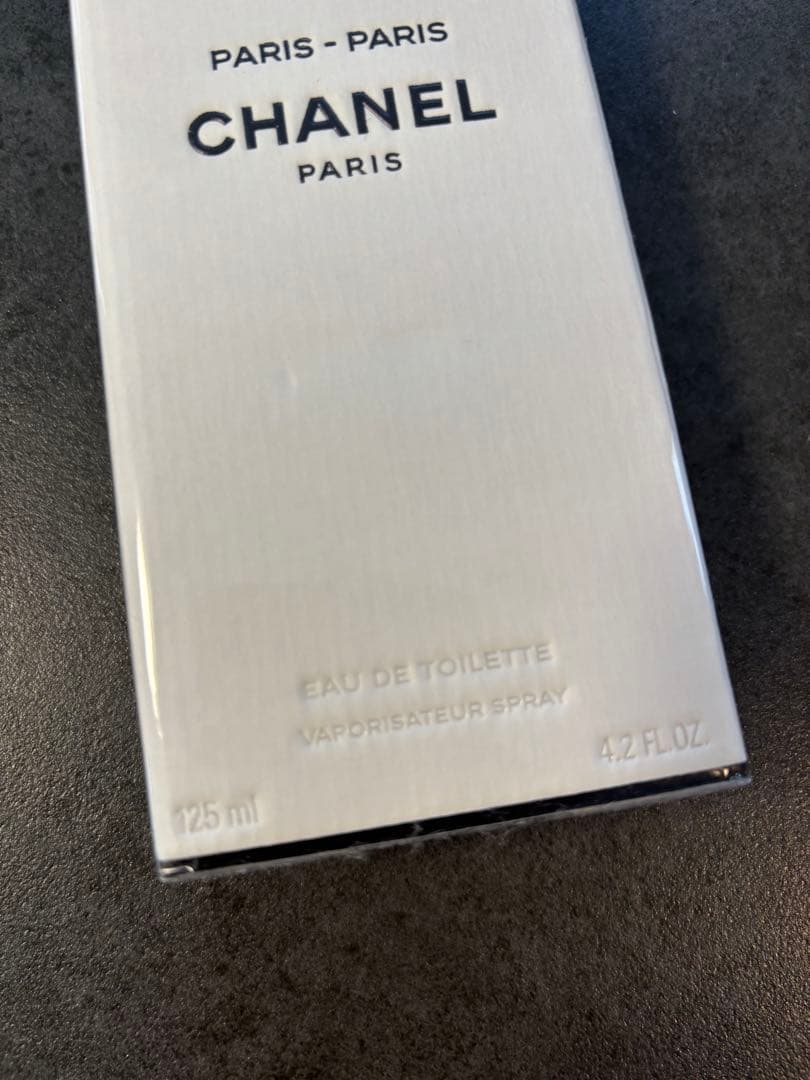 PARIS - PARIS
CHANEL
PARIS
EAU DE TOILETTE
VAPORISATEUR SPRAY
4.2 FL.OZ.
125 ml